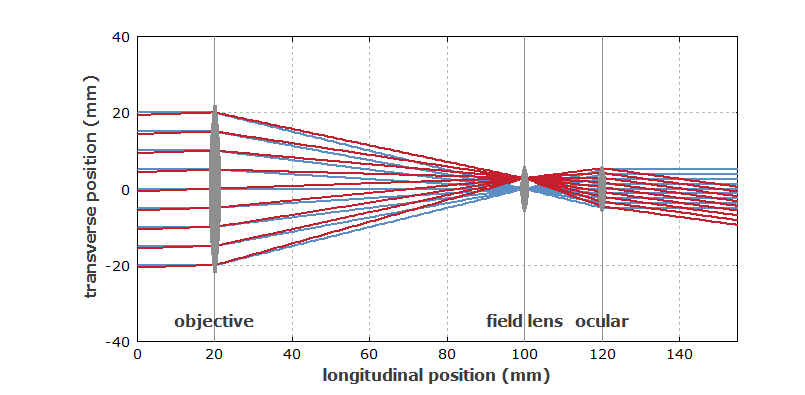 40
20
0
-20
-40
transverse position (mm)
objective
field lens
ocular
0 20 40 60 80 100 120 140
longitudinal position (mm)